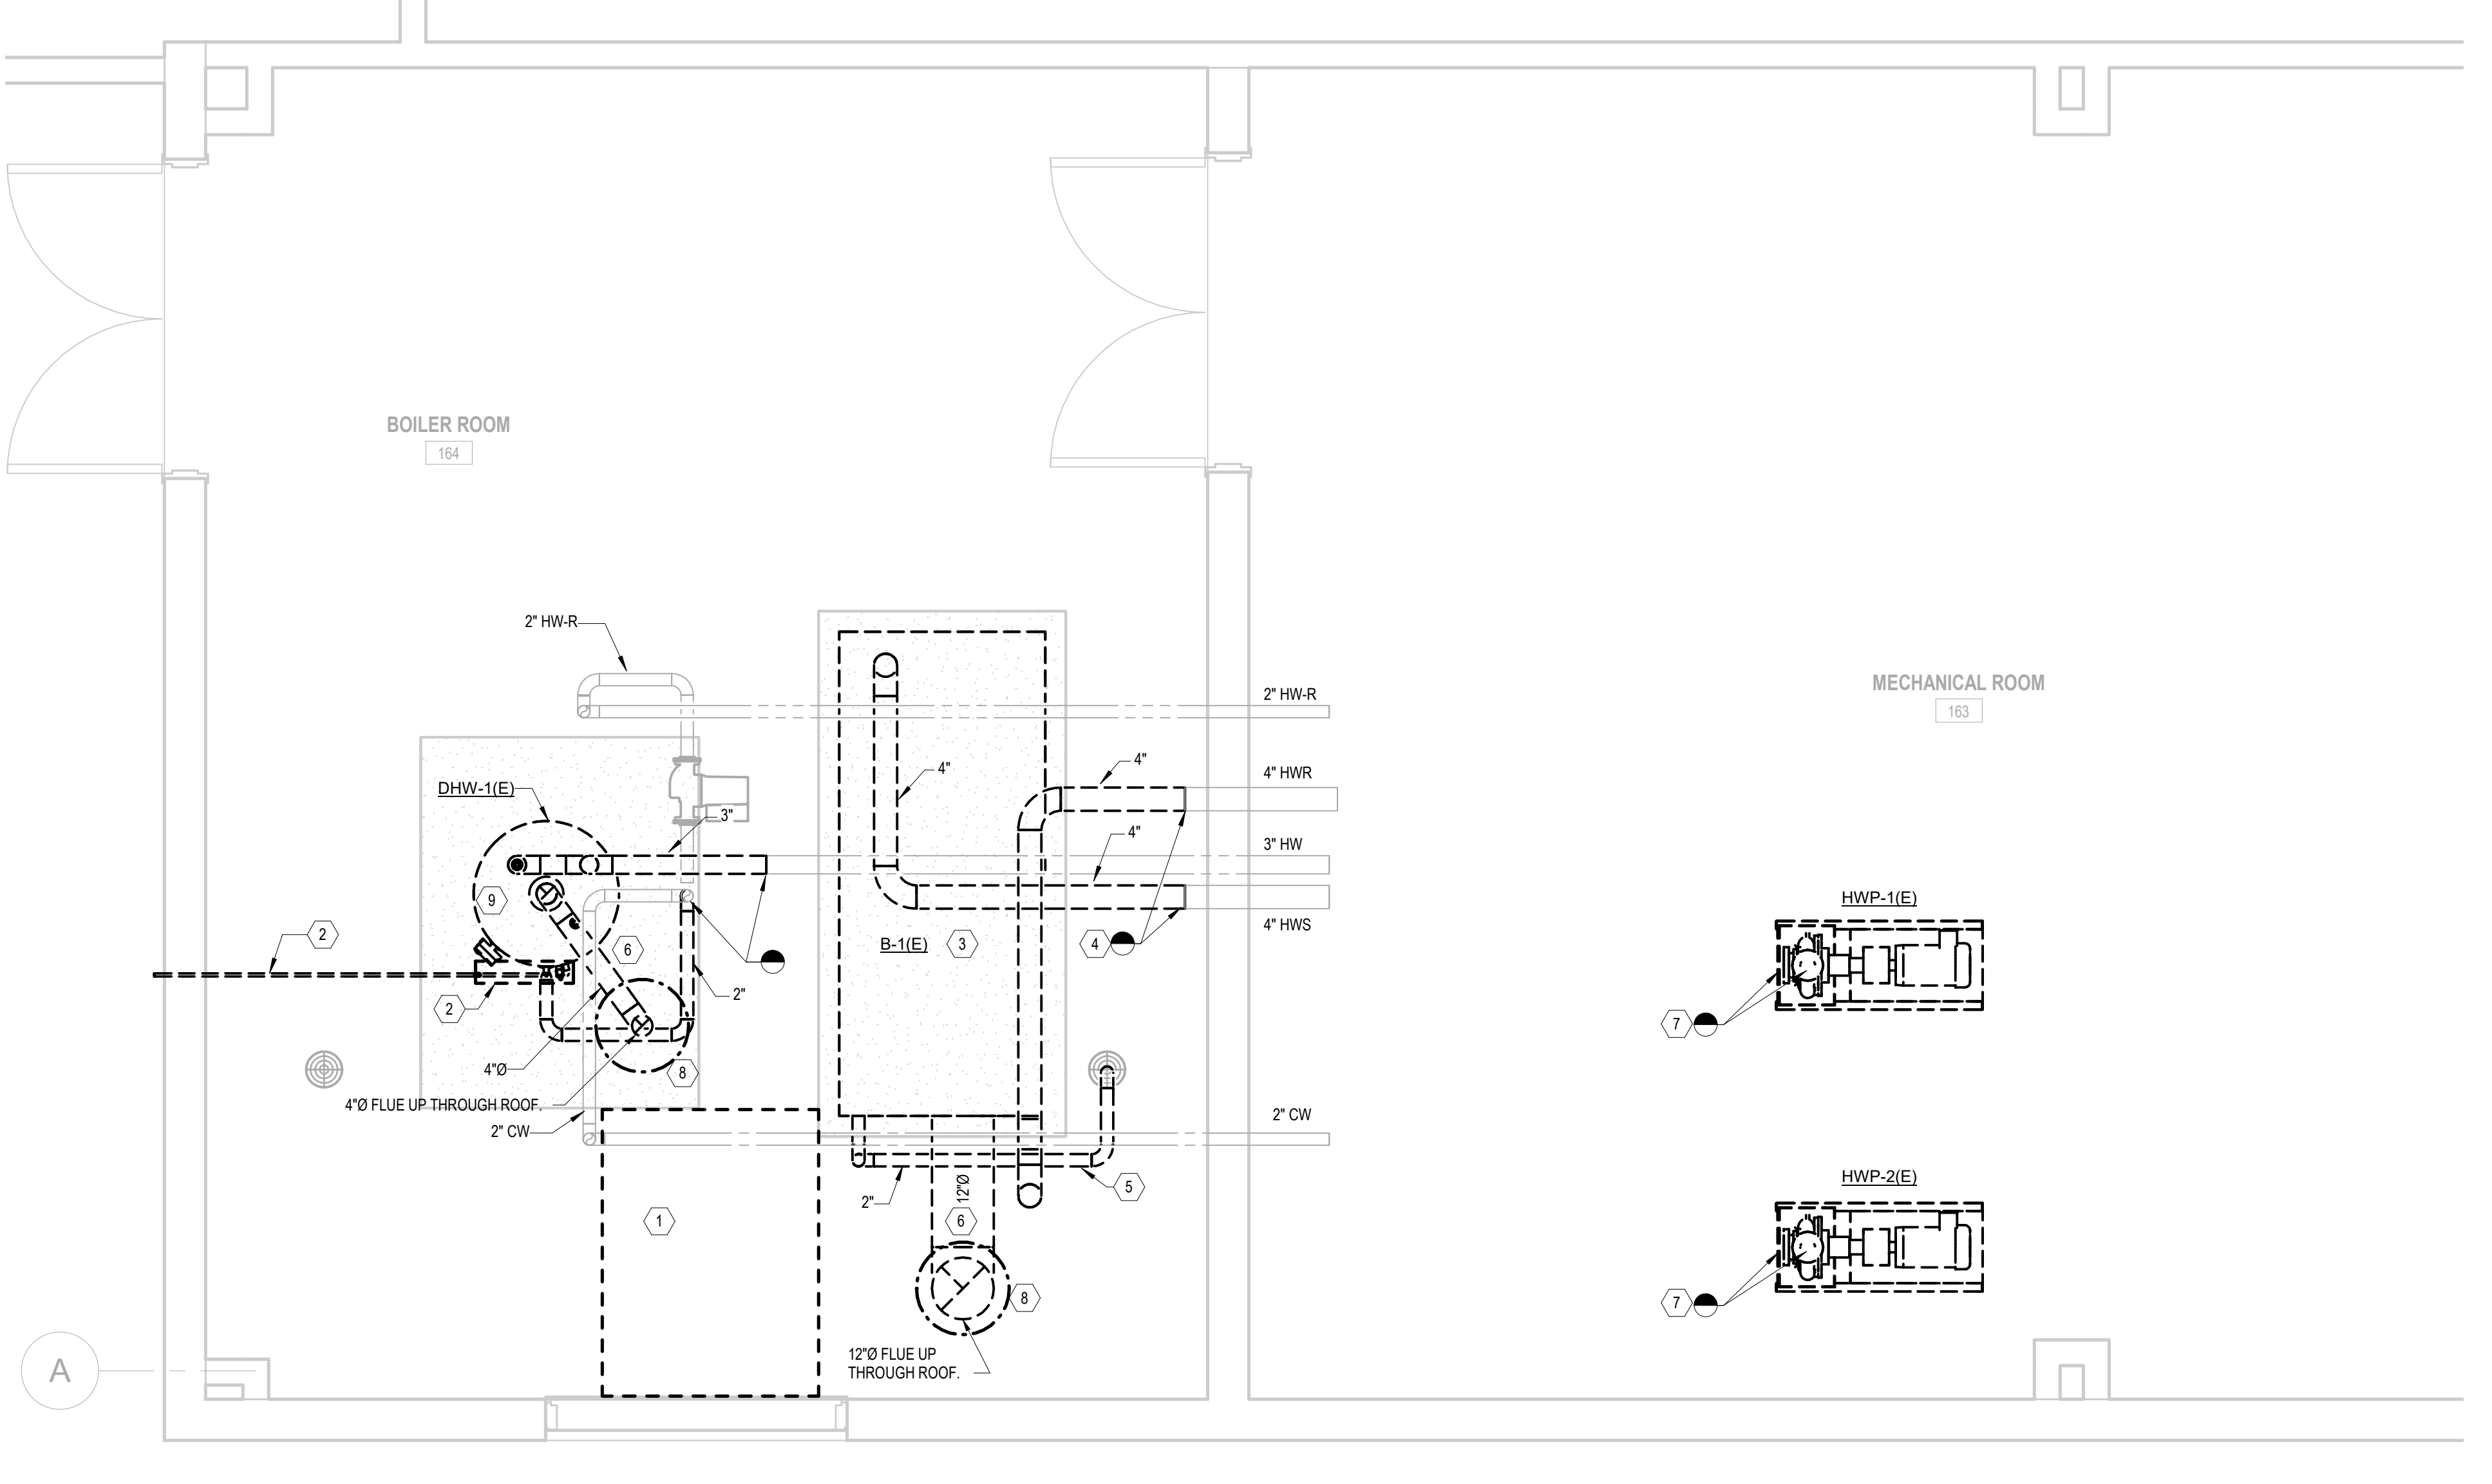 BOILER ROOM
164
2" HW-R
2" HW-R
MECHANICAL ROOM
163
4"
4"
4" HWR
DHW-1(E)
3"
4"
3" HW
9
HWP-1(E)
4" HWS
2
6
B-1(E)
3
4
2
2"
7
4"Ø
8
4"Ø FLUE UP THROUGH ROOF.
2" CW
2" CW
HWP-2(E)
12"Ø
5
2"
1
6
8
7
12"Ø FLUE UP
THROUGH ROOF.
A